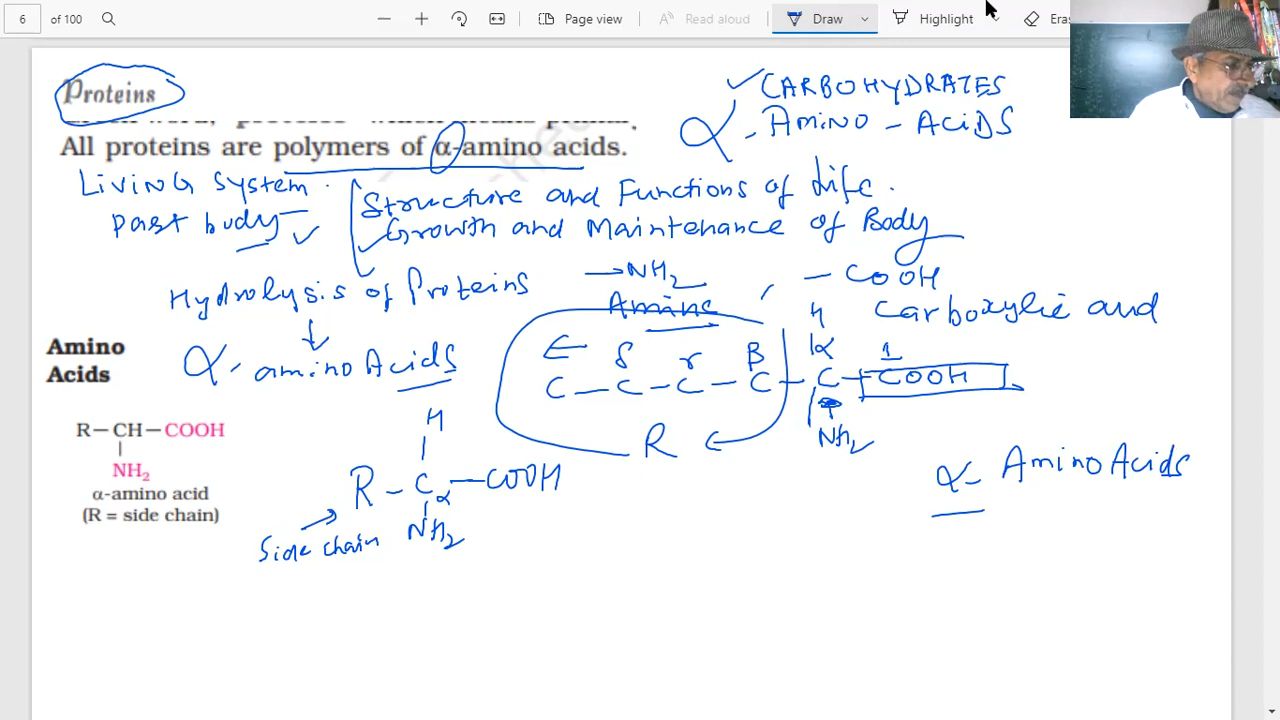 6 of 100 Page view Read aloud Draw Highlight
Proteins
CARBOHYDRATES
α - AMINO - ACIDS
All proteins are polymers of α-amino acids.
Living System.
Past body
Structure and Functions of Life.
Growth and Maintenance of Body
Hydrolysis of Proteins
→NH2
Amine
— COOH
Carboxylic and
α- amino Acids
Amino
Acids
C — C — C — C — C — COOH
δ γ β α 1
H
NH2
R
R—CH—COOH
NH2
α-amino acid
(R = side chain)
H
R — Cα — COOH
NH2
Side chain
α- Amino Acids